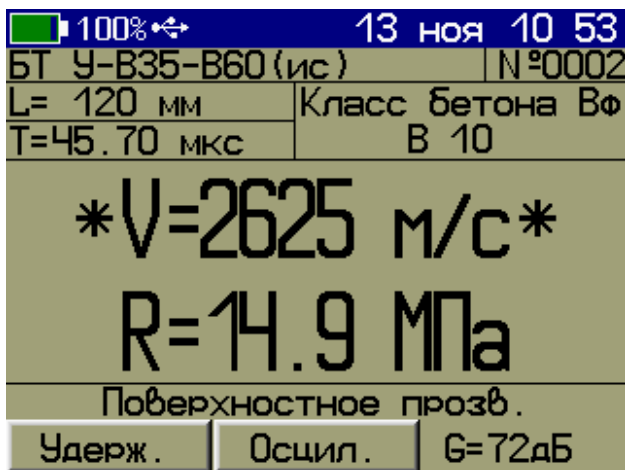 100% 13 ноя 10 53
БТ У-В35-В60(ис) №0002
L= 120 мм Класс бетона Вф
T=45.70 мкс В 10
*V=2625 м/с*
R=14.9 МПа
Поверхностное прозв.
Удерж. Осцил. G=72дБ